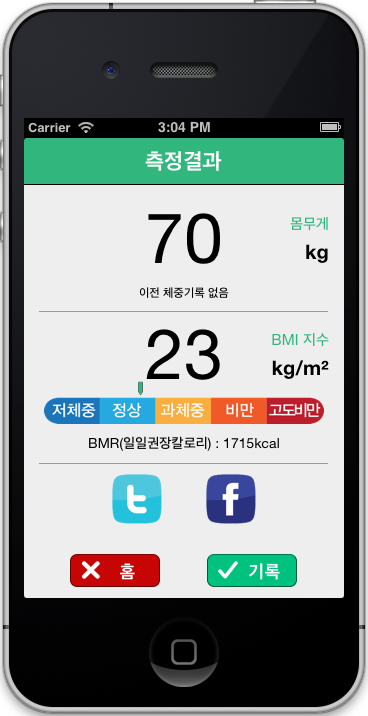 Carrier 3:04 PM
측정결과
70 몸무게
kg
이전 체중기록 없음
23 BMI 지수
kg/m²
저체중 정상 과체중 비만 고도비만
BMR(일일권장칼로리) : 1715kcal
홈 기록